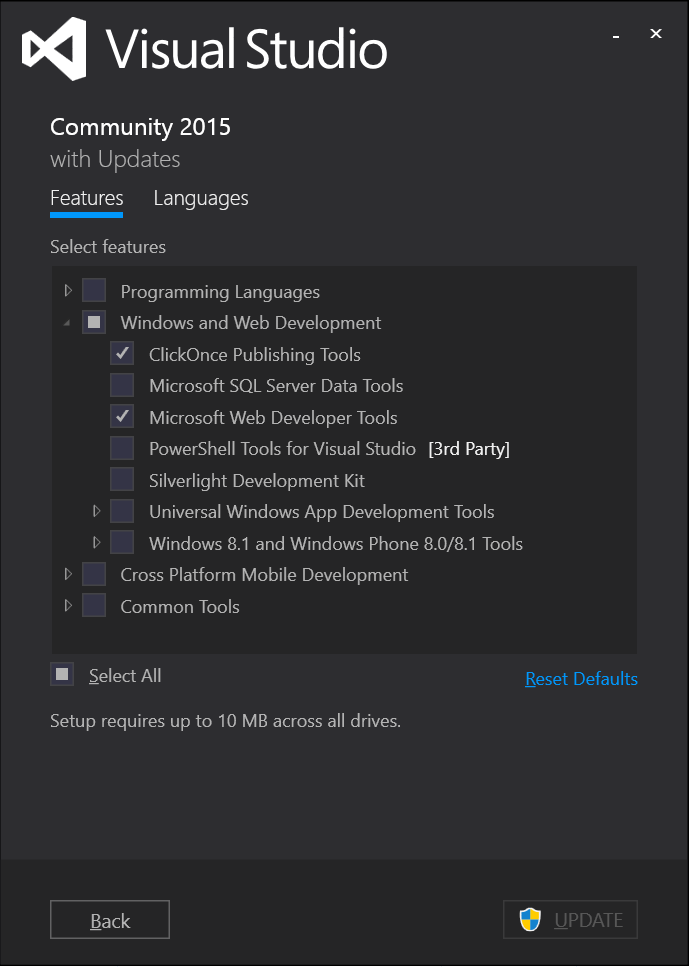 Visual Studio
Community 2015
with Updates
Features Languages
Select features
Programming Languages
Windows and Web Development
ClickOnce Publishing Tools
Microsoft SQL Server Data Tools
Microsoft Web Developer Tools
PowerShell Tools for Visual Studio [3rd Party]
Silverlight Development Kit
Universal Windows App Development Tools
Windows 8.1 and Windows Phone 8.0/8.1 Tools
Cross Platform Mobile Development
Common Tools
Select All Reset Defaults
Setup requires up to 10 MB across all drives.
Back UPDATE